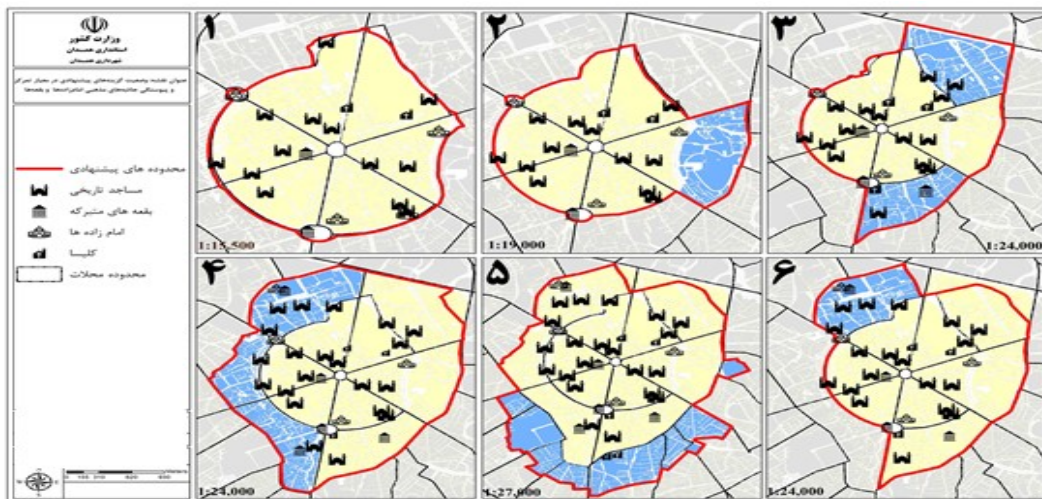 وزارت کشور
استانداری همدان
شهرداری همدان
عنوان نقشه وضعیت گزینه‌های پیشنهادی در معیار تمرکز
و پیوستگی جاذبه‌های مذهبی امامزاده‌ها و بقعه‌ها
محدوده های پیشنهادی
مساجد تاریخی
بقعه های متبرکه
امام زاده ها
کلیسا
محدوده محلات
۱
1:15,500
۲
1:19,000
۳
1:24,000
۴
1:24,000
۵
1:27,000
۶
1:24,000